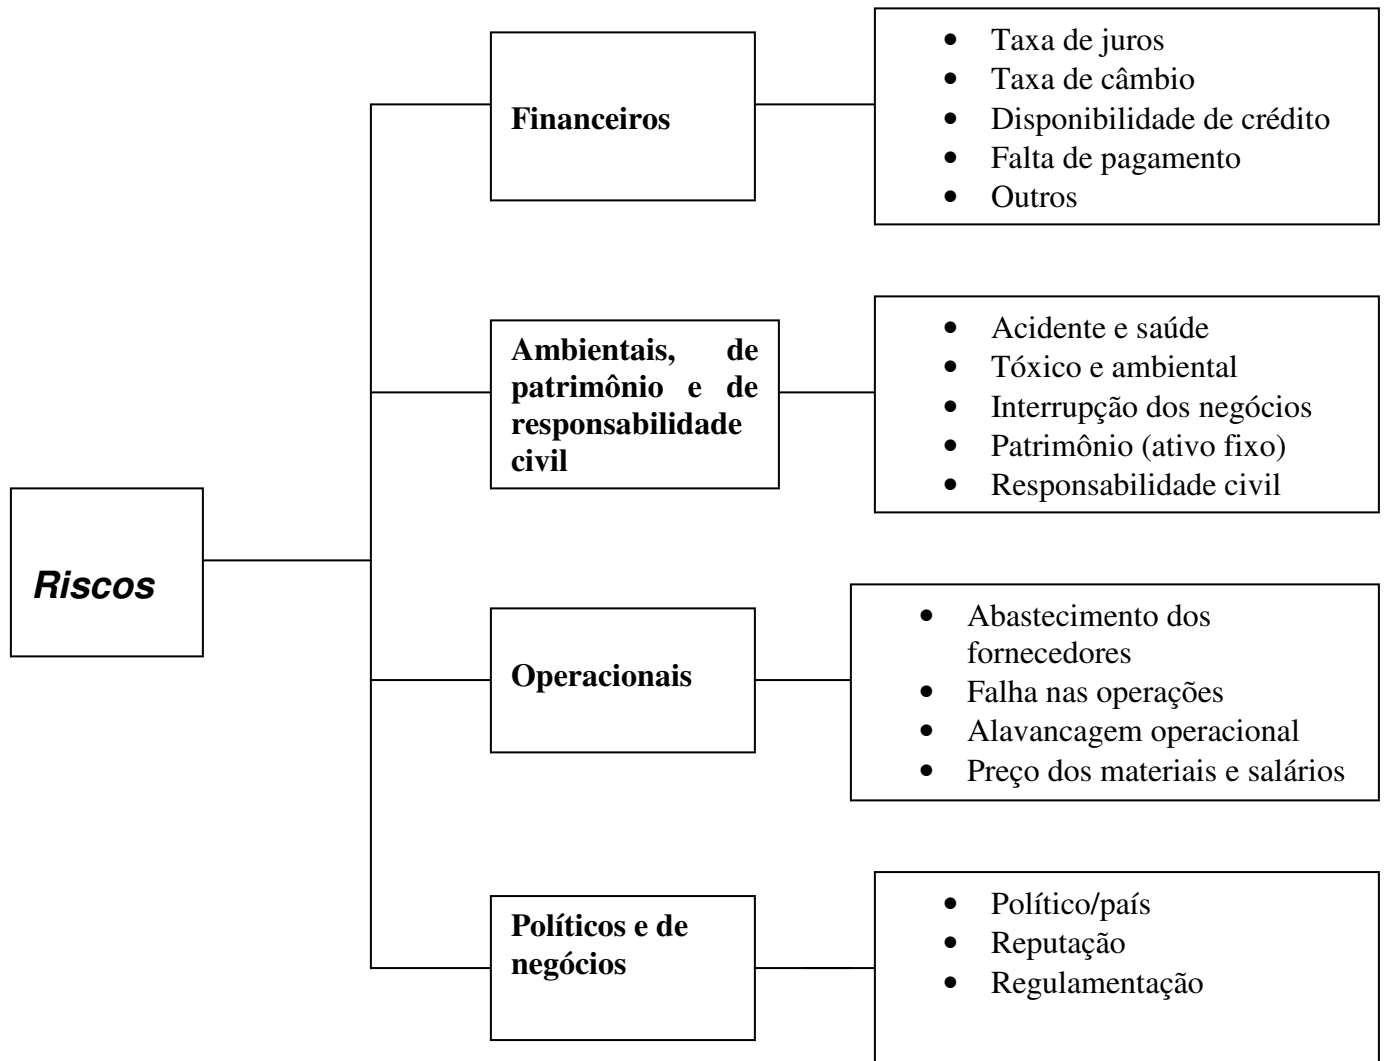 Riscos
Financeiros
• Taxa de juros
• Taxa de câmbio
• Disponibilidade de crédito
• Falta de pagamento
• Outros
Ambientais, de
patrimônio e de
responsabilidade
civil
• Acidente e saúde
• Tóxico e ambiental
• Interrupção dos negócios
• Patrimônio (ativo fixo)
• Responsabilidade civil
Operacionais
• Abastecimento dos
fornecedores
• Falha nas operações
• Alavancagem operacional
• Preço dos materiais e salários
Políticos e de
negócios
• Político/país
• Reputação
• Regulamentação